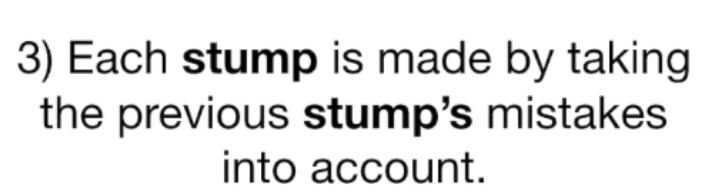 3) Each stump is made by taking
the previous stump’s mistakes
into account.